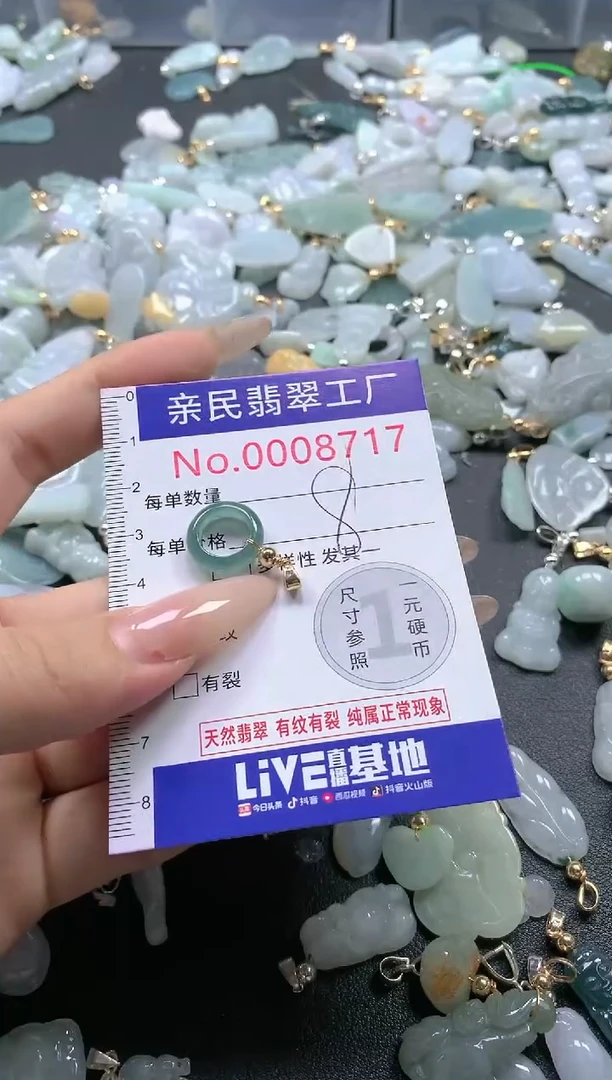 0
亲民翡翠工厂
1
No.0008717
2
每单数量
8
3
每单 格
样性发其一
4
尺寸参照
1
一元硬币
有裂
天然翡翠 有纹有裂 纯属正常现象
7
LiVE直播基地
8
今日头条 抖音 西瓜视频 抖音火山版